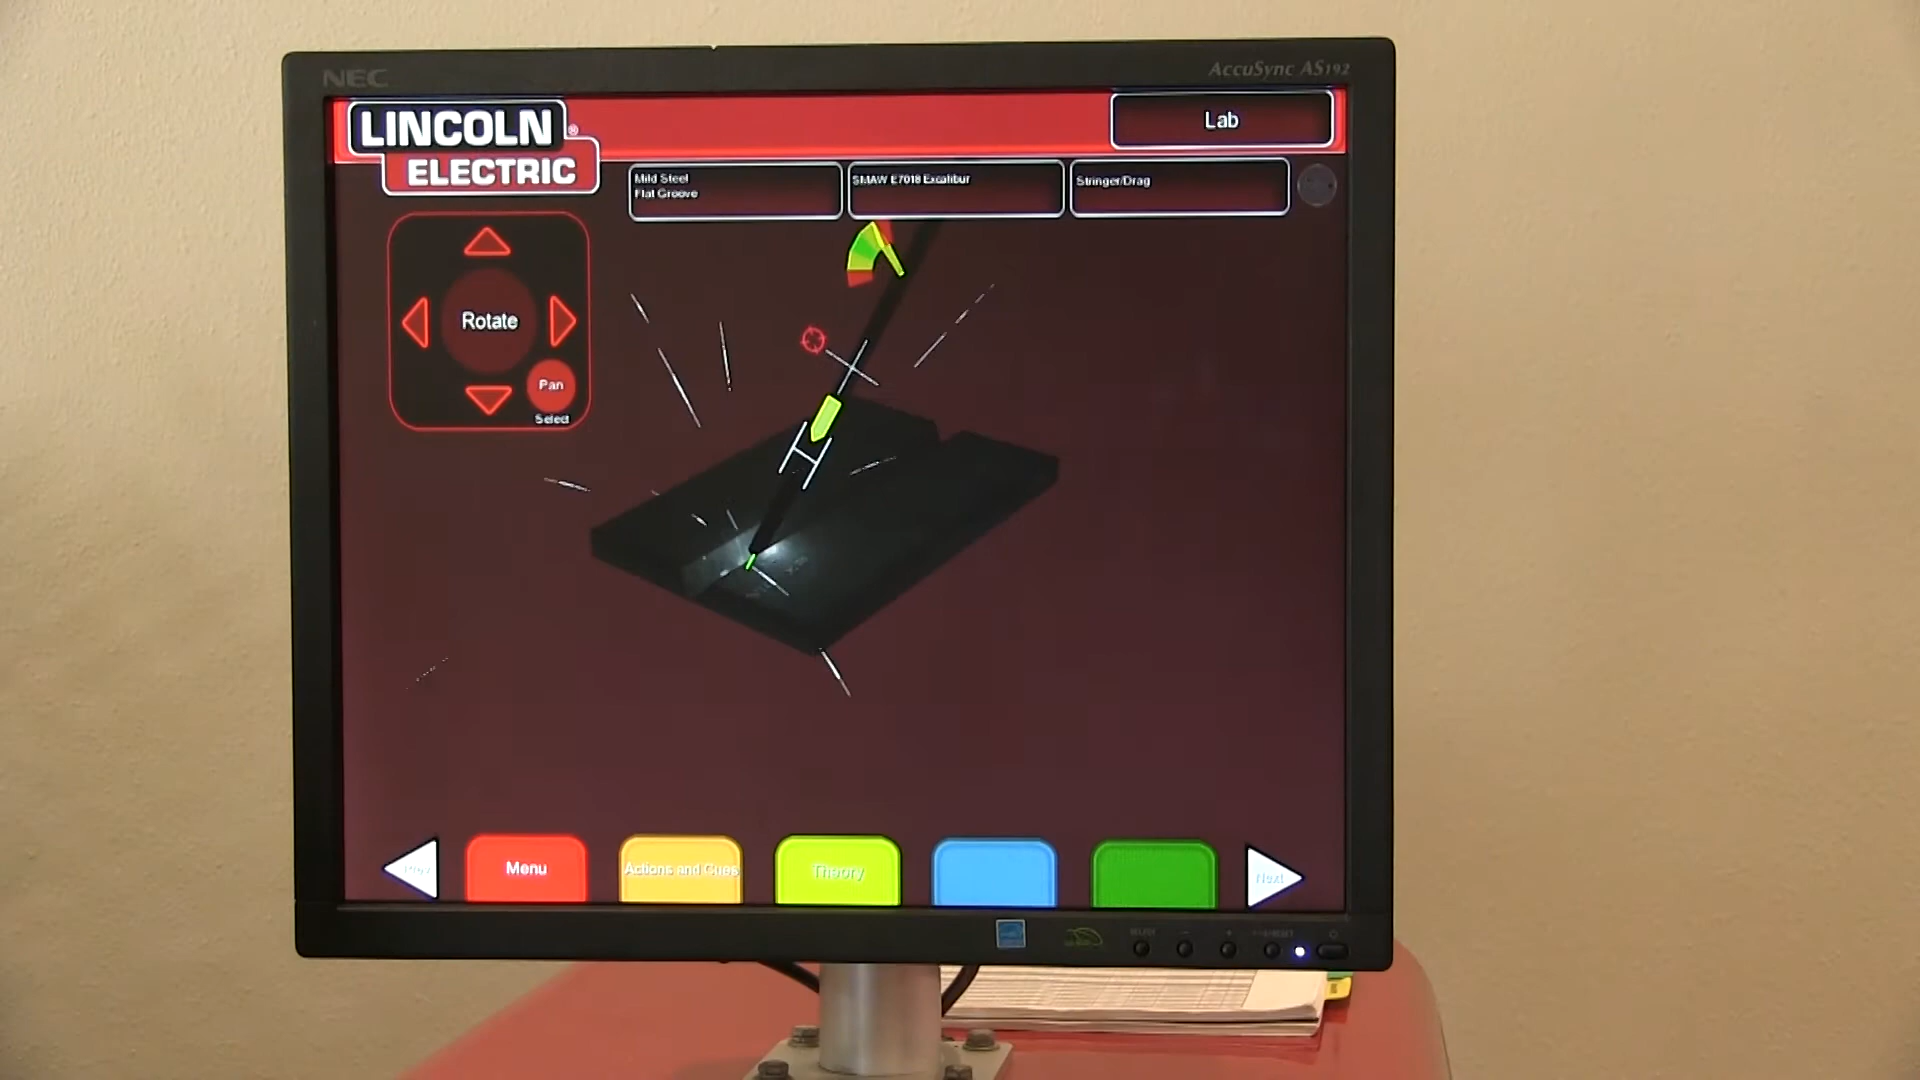 NEC
AccuSync AS192
LINCOLN ®
ELECTRIC
Lab
Mild Steel
Flat Groove
SMAW E7018 Excalibur
Stringer/Drag
Rotate
Pan
Select
Menu
Actions and Cues
Theory
Next